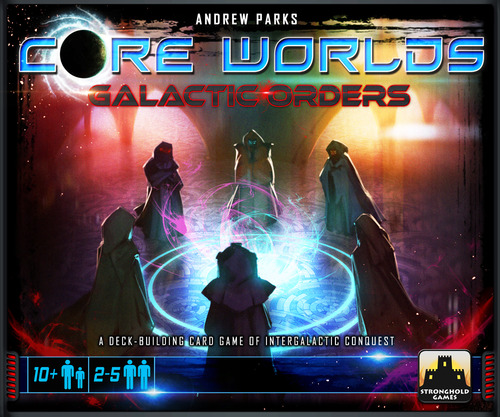 ANDREW PARKS
CORE WORLDS
GALACTIC ORDERS
A DECK-BUILDING CARD GAME OF INTERGALACTIC CONQUEST
10+ 2-5
STRONGHOLD
GAMES